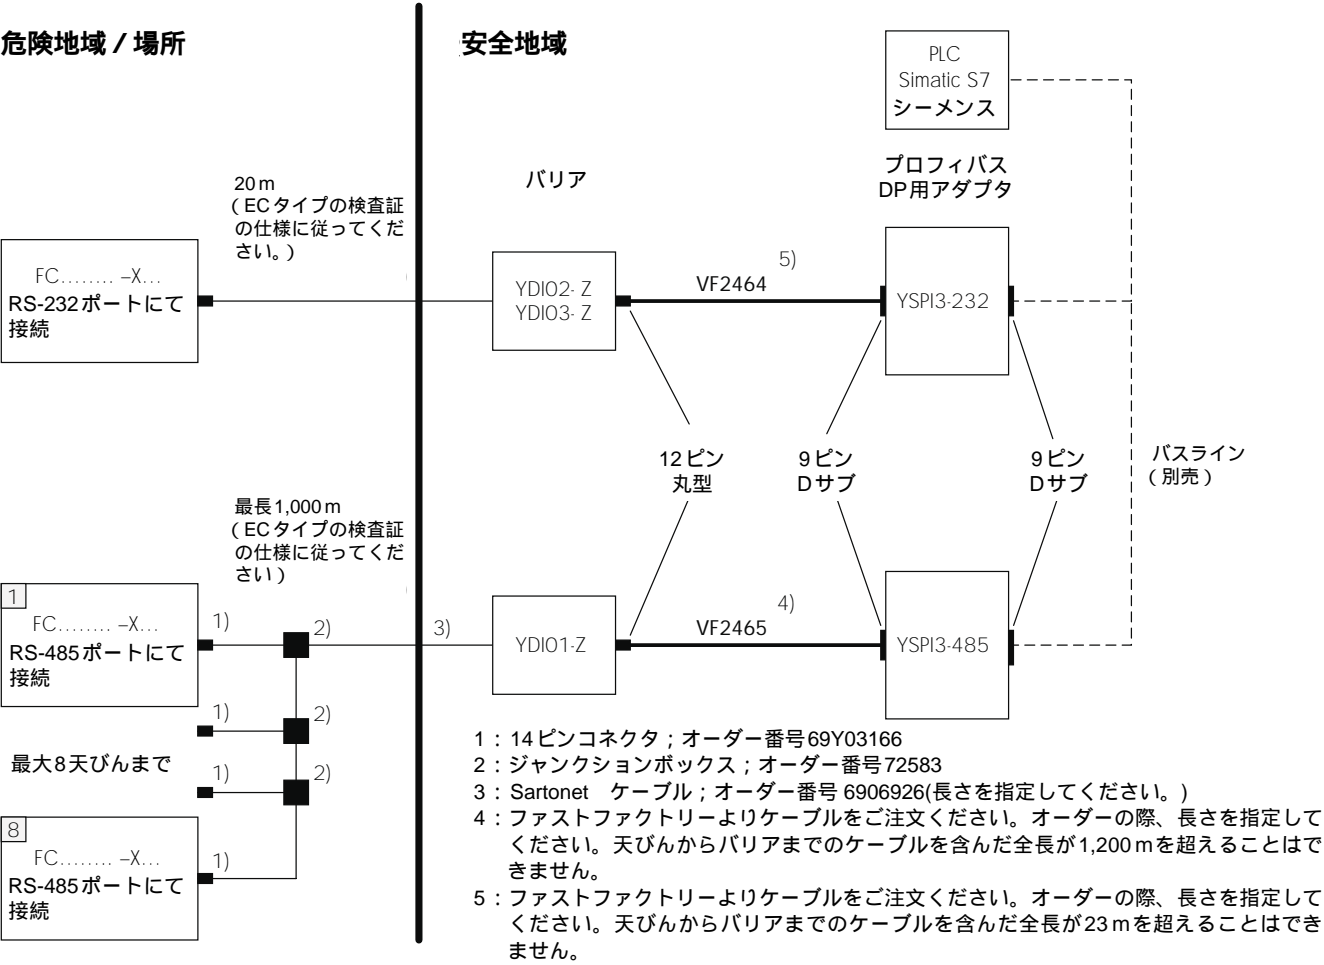 危険地域 / 場所
安全地域
PLC
Simatic S7
シーメンス
20 m
( ECタイプの検査証
の仕様に従ってくだ
さい。)
バリア
プロフィバス
DP用アダプタ
FC........ –X...
RS-232ポートにて
接続
YDI02- Z
YDI03- Z
5)
VF2464
YSPI3-232
12ピン
丸型
9ピン
Dサブ
9ピン
Dサブ
バスライン
( 別売 )
最長1,000 m
( ECタイプの検査証
の仕様に従ってくだ
さい )
1
FC........ –X...
RS-485ポートにて
接続
1)
2)
3)
YDI01-Z
4)
VF2465
YSPI3-485
1)
2)
最大8天びんまで
1)
2)
8
FC........ –X...
RS-485ポートにて
接続
1)
1 : 14ピンコネクタ ; オーダー番号69Y03166
2 : ジャンクションボックス ; オーダー番号72583
3 : Sartonet ケーブル ; オーダー番号 6906926(長さを指定してください。)
4 : ファストファクトリーよりケーブルをご注文ください。オーダーの際、長さを指定して
ください。天びんからバリアまでのケーブルを含んだ全長が1,200 mを超えることはで
きません。
5 : ファストファクトリーよりケーブルをご注文ください。オーダーの際、長さを指定して
ください。天びんからバリアまでのケーブルを含んだ全長が23 mを超えることはでき
ません。